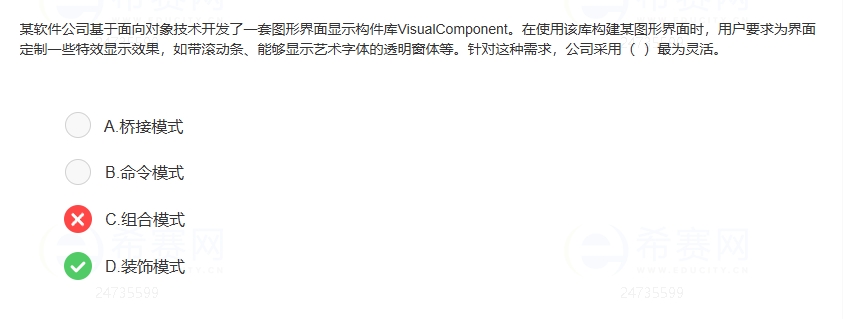 某软件公司基于面向对象技术开发了一套图形界面显示构件库VisualComponent。在使用该库构建某图形界面时，用户要求为界面
定制一些特效显示效果，如带滚动条、能够显示艺术字体的透明窗体等。针对这种需求，公司采用（ ）最为灵活。
A.桥接模式
B.命令模式
C.组合模式
D.装饰模式
希赛网
希赛网
WWW.EDUCITY.CN
24735599
24735599